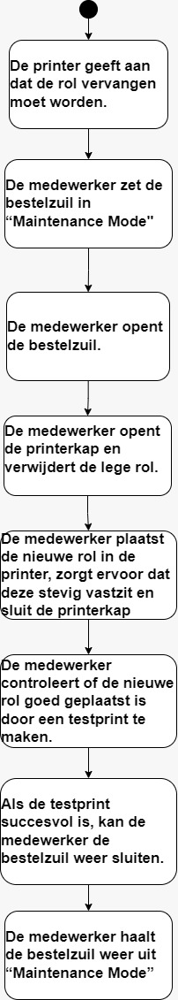 De printer geeft aan
dat de rol vervangen
moet worden.
De medewerker zet de
bestelzuil in
“Maintenance Mode"
De medewerker opent
de bestelzuil.
De medewerker opent
de printerkap en
verwijdert de lege rol.
De medewerker plaatst
de nieuwe rol in de
printer, zorgt ervoor dat
deze stevig vastzit en
sluit de printerkap
De medewerker
controleert of de nieuwe
rol goed geplaatst is
door een testprint te
maken.
Als de testprint
succesvol is, kan de
medewerker de
bestelzuil weer sluiten.
De medewerker haalt
de bestelzuil weer uit
“Maintenance Mode”